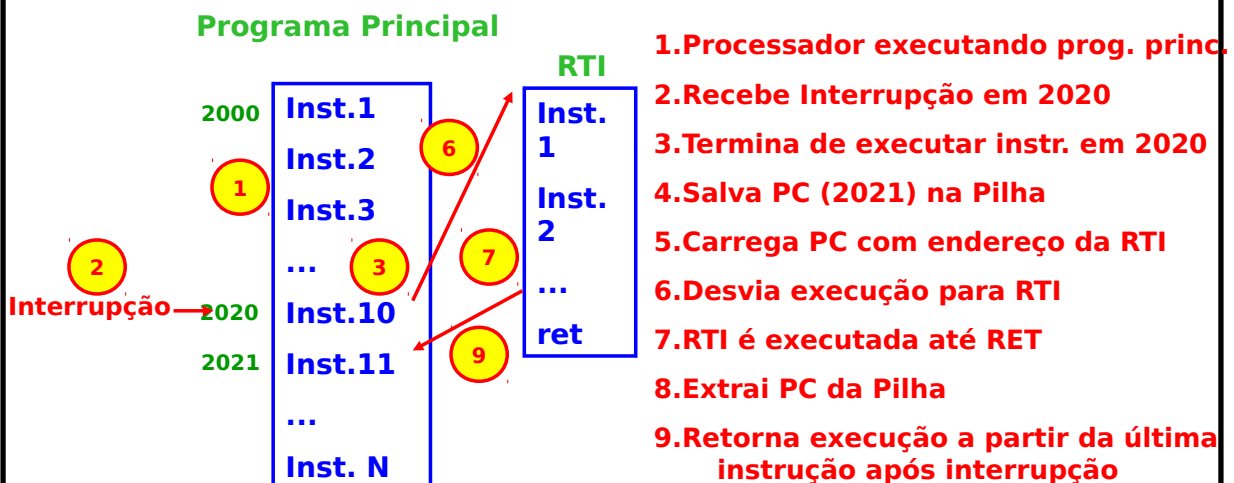 Programa Principal
RTI
2000
Inst.1
Inst.2
1
Inst.3
...
3
2
Interrupção
2020
Inst.10
2021
Inst.11
...
Inst. N
6
7
9
Inst.
1
Inst.
2
...
ret
1.Processador executando prog. princ.
2.Recebe Interrupção em 2020
3.Termina de executar instr. em 2020
4.Salva PC (2021) na Pilha
5.Carrega PC com endereço da RTI
6.Desvia execução para RTI
7.RTI é executada até RET
8.Extrai PC da Pilha
9.Retorna execução a partir da última
instrução após interrupção